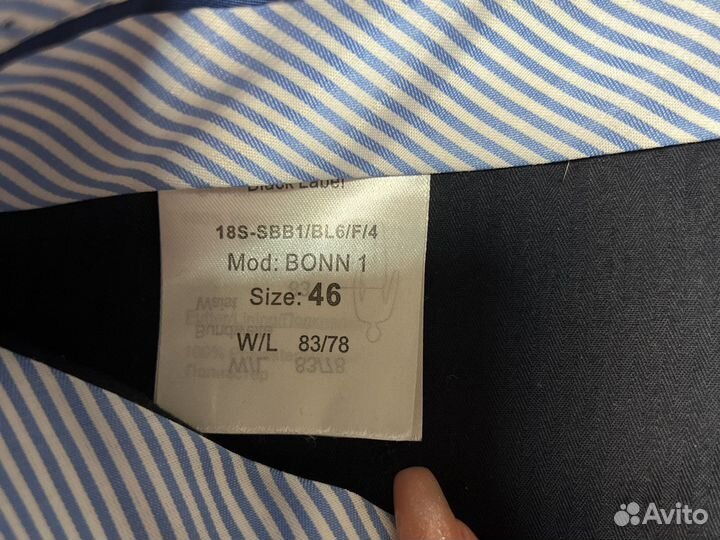 Black Label
18S-SBB1/BL6/F/4
Mod: BONN 1
Size: 46
W/L 83/78
Avito